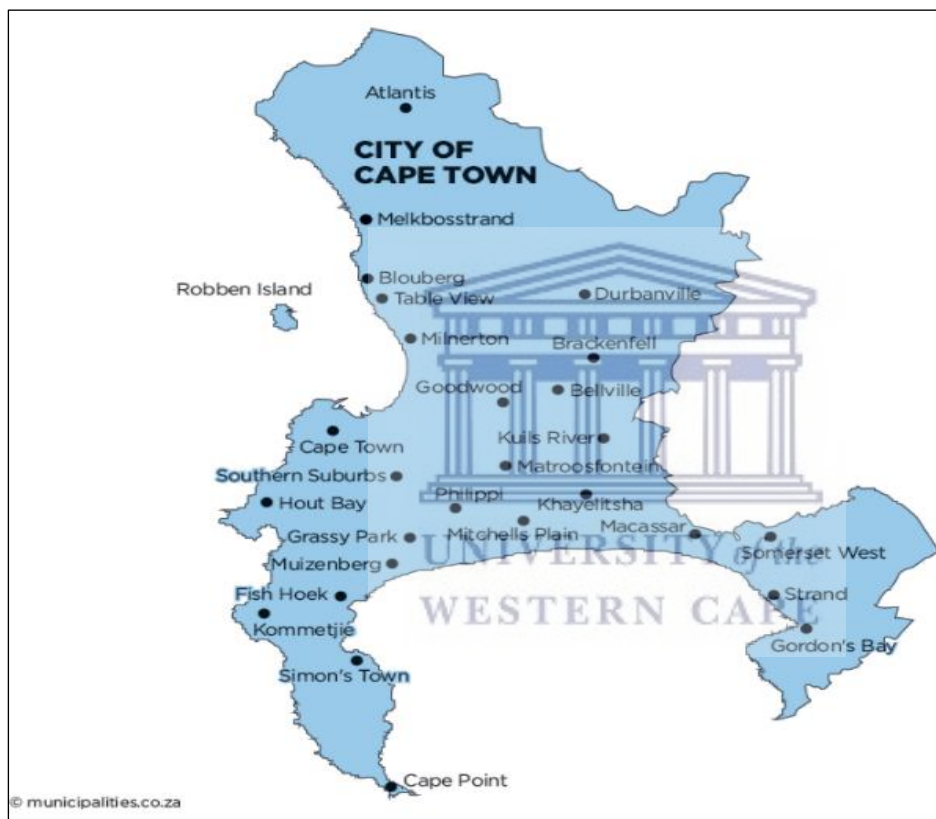 Atlantis
CITY OF
CAPE TOWN
Melkbosstrand
Blouberg
Robben Island
Table View
Durbanville
Milnerton
Brackenfell
Goodwood
Bellville
Cape Town
Kuils River
Southern Suburbs
Matroosfontein
Hout Bay
Philippi
Khayelitsha
Grassy Park
Mitchells Plain
Macassar
UNIVERSITY of the
Somerset West
Muizenberg
Fish Hoek
Strand
WESTERN CAPE
Kommetjie
Gordon's Bay
Simon's Town
Cape Point
© municipalities.co.za